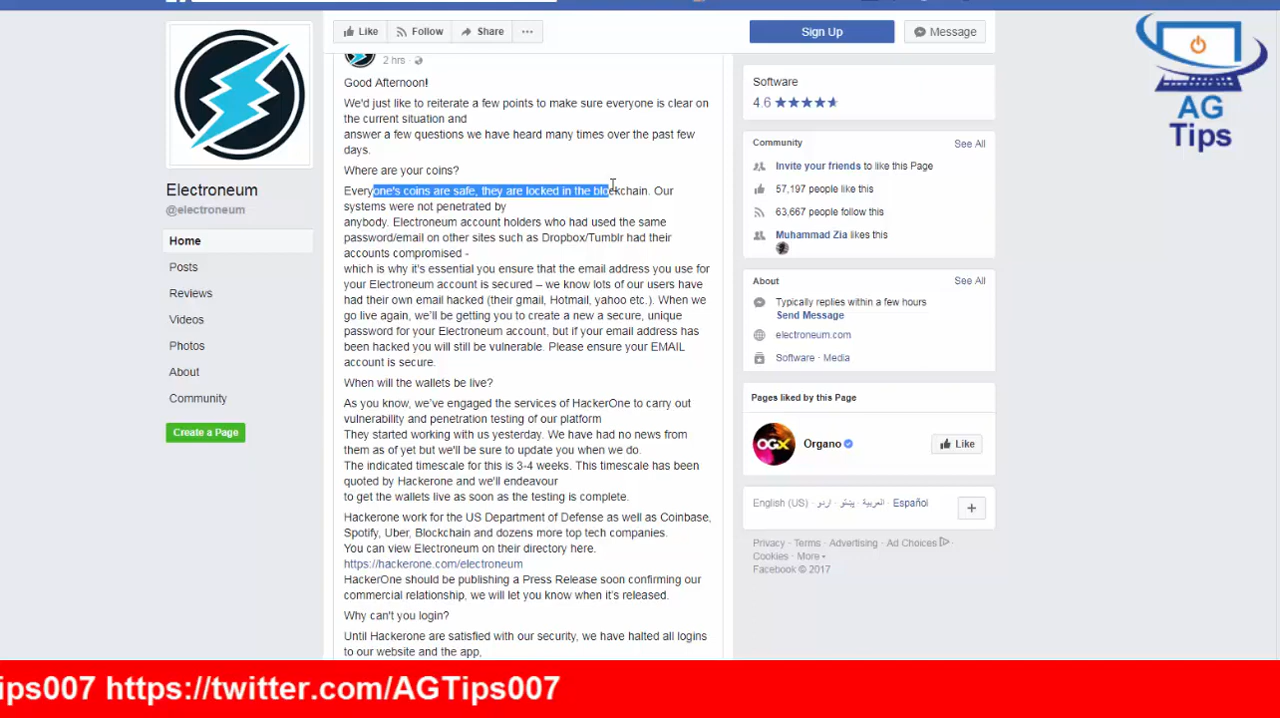 Like
Follow
Share
Sign Up
Message
AG
Tips
Electroneum
@electroneum
Home
Posts
Reviews
Videos
Photos
About
Community
Create a Page
2 hrs ·
Good Afternoon!
We'd just like to reiterate a few points to make sure everyone is clear on
the current situation and
answer a few questions we have heard many times over the past few
days.
Where are your coins?
Everyone's coins are safe, they are locked in the blockchain. Our
systems were not penetrated by
anybody. Electroneum account holders who had used the same
password/email on other sites such as Dropbox/Tumblr had their
accounts compromised -
which is why it's essential you ensure that the email address you use for
your Electroneum account is secured – we know lots of our users have
had their own email hacked (their gmail, Hotmail, yahoo etc.). When we
go live again, we'll be getting you to create a new a secure, unique
password for your Electroneum account, but if your email address has
been hacked you will still be vulnerable. Please ensure your EMAIL
account is secure.
When will the wallets be live?
As you know, we've engaged the services of HackerOne to carry out
vulnerability and penetration testing of our platform
They started working with us yesterday. We have had no news from
them as of yet but we'll be sure to update you when we do.
The indicated timescale for this is 3-4 weeks. This timescale has been
quoted by Hackerone and we'll endeavour
to get the wallets live as soon as the testing is complete.
Hackerone work for the US Department of Defense as well as Coinbase,
Spotify, Uber, Blockchain and dozens more top tech companies.
You can view Electroneum on their directory here.
https://hackerone.com/electroneum
HackerOne should be publishing a Press Release soon confirming our
commercial relationship, we will let you know when it's released.
Why can't you login?
Until Hackerone are satisfied with our security, we have halted all logins
to our website and the app,
Software
4.6 ★★★★★
Community
See All
Invite your friends to like this Page
57,197 people like this
63,667 people follow this
Muhammad Zia likes this
About
See All
Typically replies within a few hours
Send Message
electroneum.com
Software · Media
Pages liked by this Page
OGX
Organo
Like
English (US) · اردو · پښتو · العربية · Español
Privacy · Terms · Advertising · Ad Choices ·
Cookies · More
Facebook © 2017
ips007 https://twitter.com/AGTips007